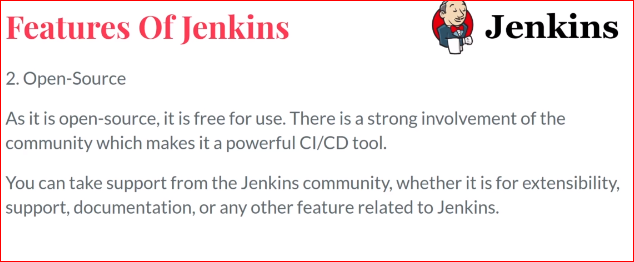 Features Of Jenkins
Jenkins
2. Open-Source
As it is open-source, it is free for use. There is a strong involvement of the
community which makes it a powerful CI/CD tool.
You can take support from the Jenkins community, whether it is for extensibility,
support, documentation, or any other feature related to Jenkins.